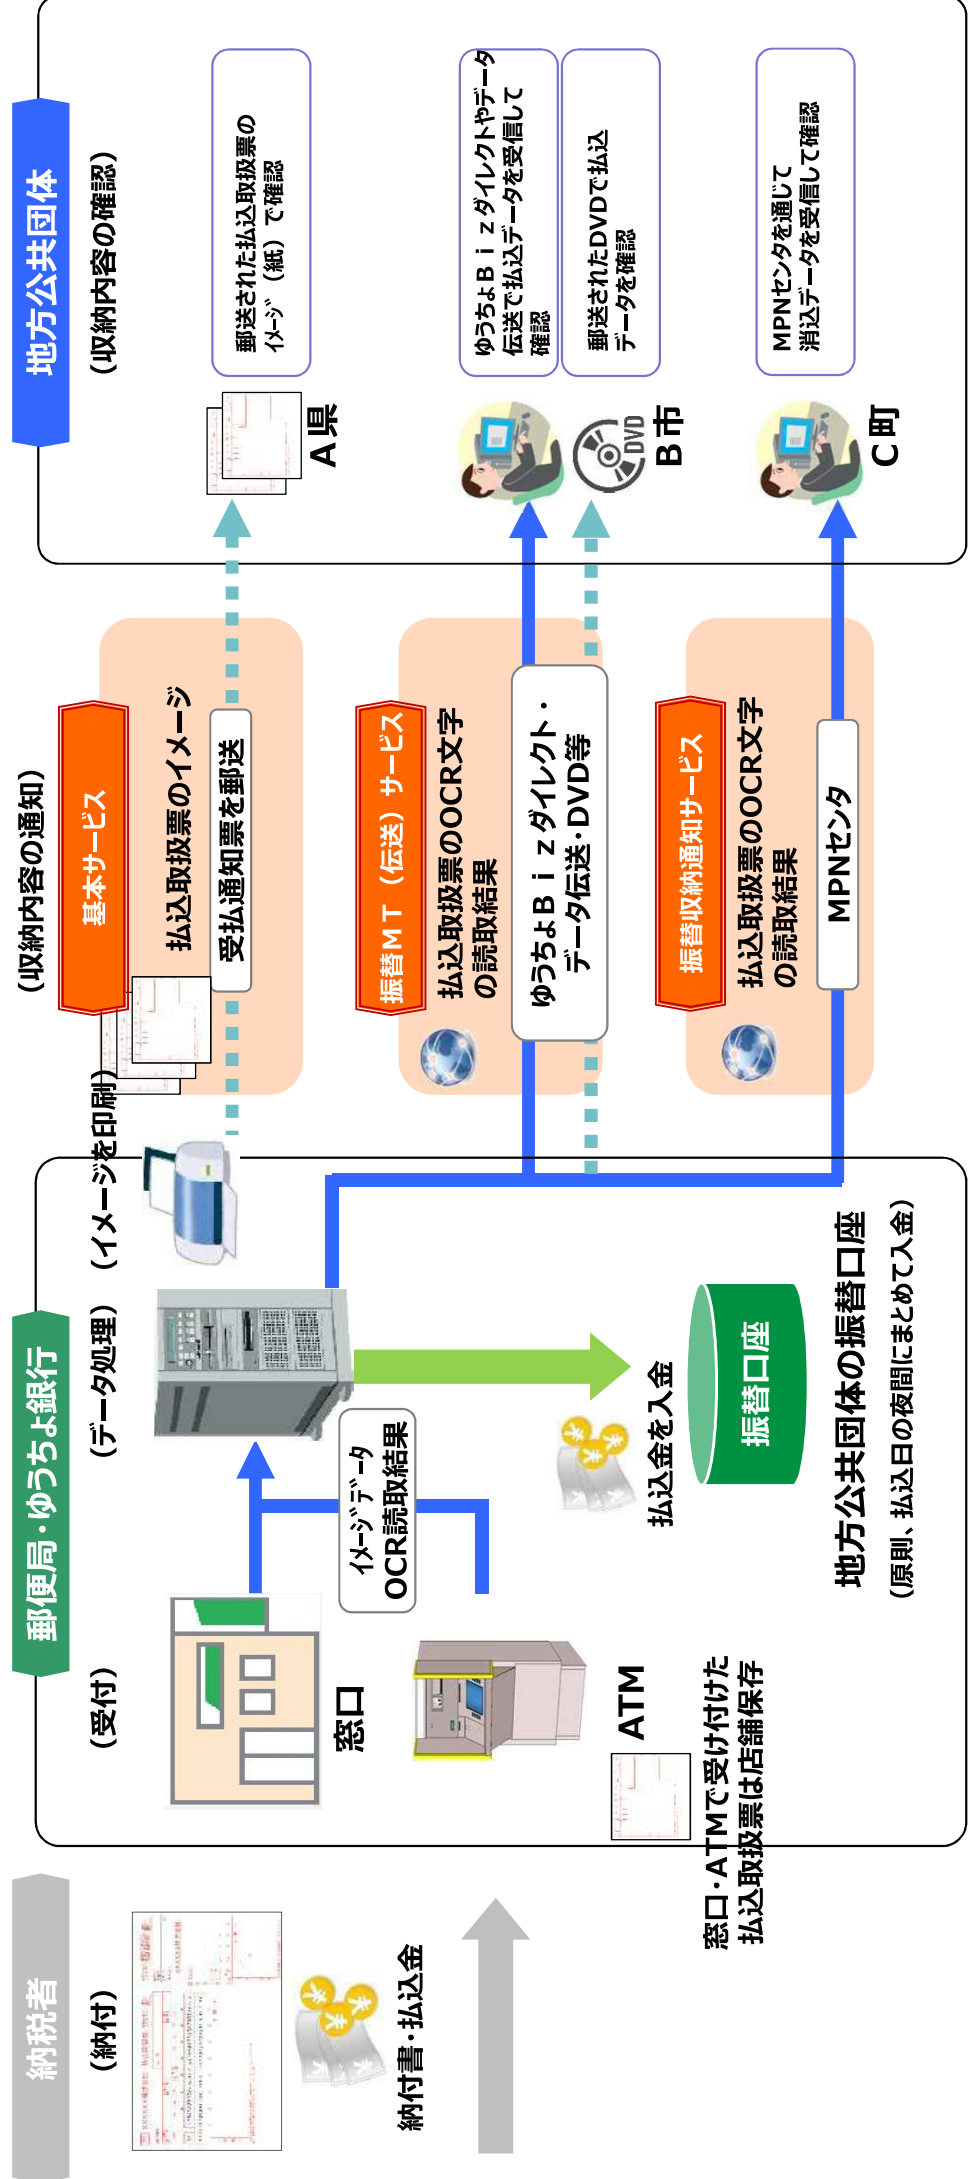 納税者
(納付)
納付書・払込金
郵便局・ゆうちょ銀行
(受付)
窓口
ATM
窓口・ATMで受け付けた
払込取扱票は店舗保存
イメージデータ
OCR読取結果
(データ処理)
(イメージを印刷)
払込金を入金
振替口座
地方公共団体の振替口座
(原則、払込日の夜間にまとめて入金)
(収納内容の通知)
基本サービス
払込取扱票のイメージ
受払通知票を郵送
振替MT(伝送)サービス
払込取扱票のOCR文字
の読取結果
ゆうちょBizダイレクト・
データ伝送・DVD等
振替収納通知サービス
払込取扱票のOCR文字
の読取結果
MPNセンタ
地方公共団体
(収納内容の確認)
A県
郵送された払込取扱票の
イメージ(紙)で確認
B市
DVD
ゆうちょBizダイレクトやデータ
伝送で払込データを受信して
確認
郵送されたDVDで払込
データを確認
C町
MPNセンタを通じて
消込データを受信して確認